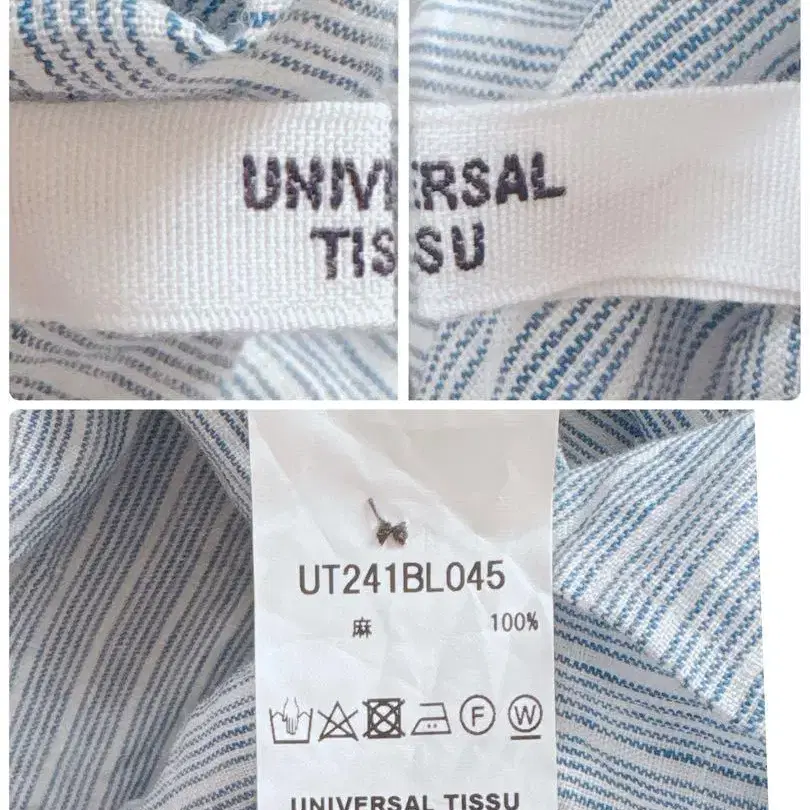 UNIVERSAL
TISSU
UT241BL045
麻 100%
F W
UNIVERSAL TISSU